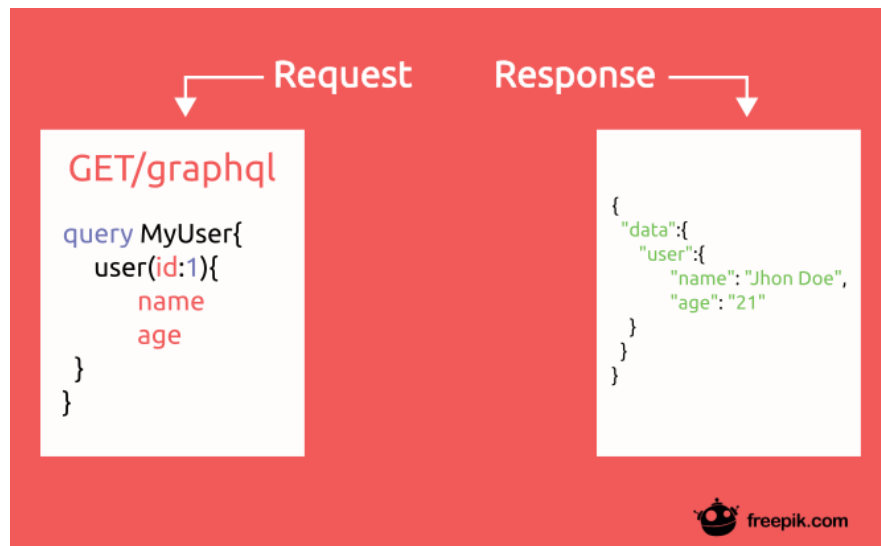 Request
Response
GET/graphql
query MyUser{
user(id:1){
name
age
}
}
{
"data":{
"user":{
"name": "Jhon Doe",
"age": "21"
}
}
}
freepik.com